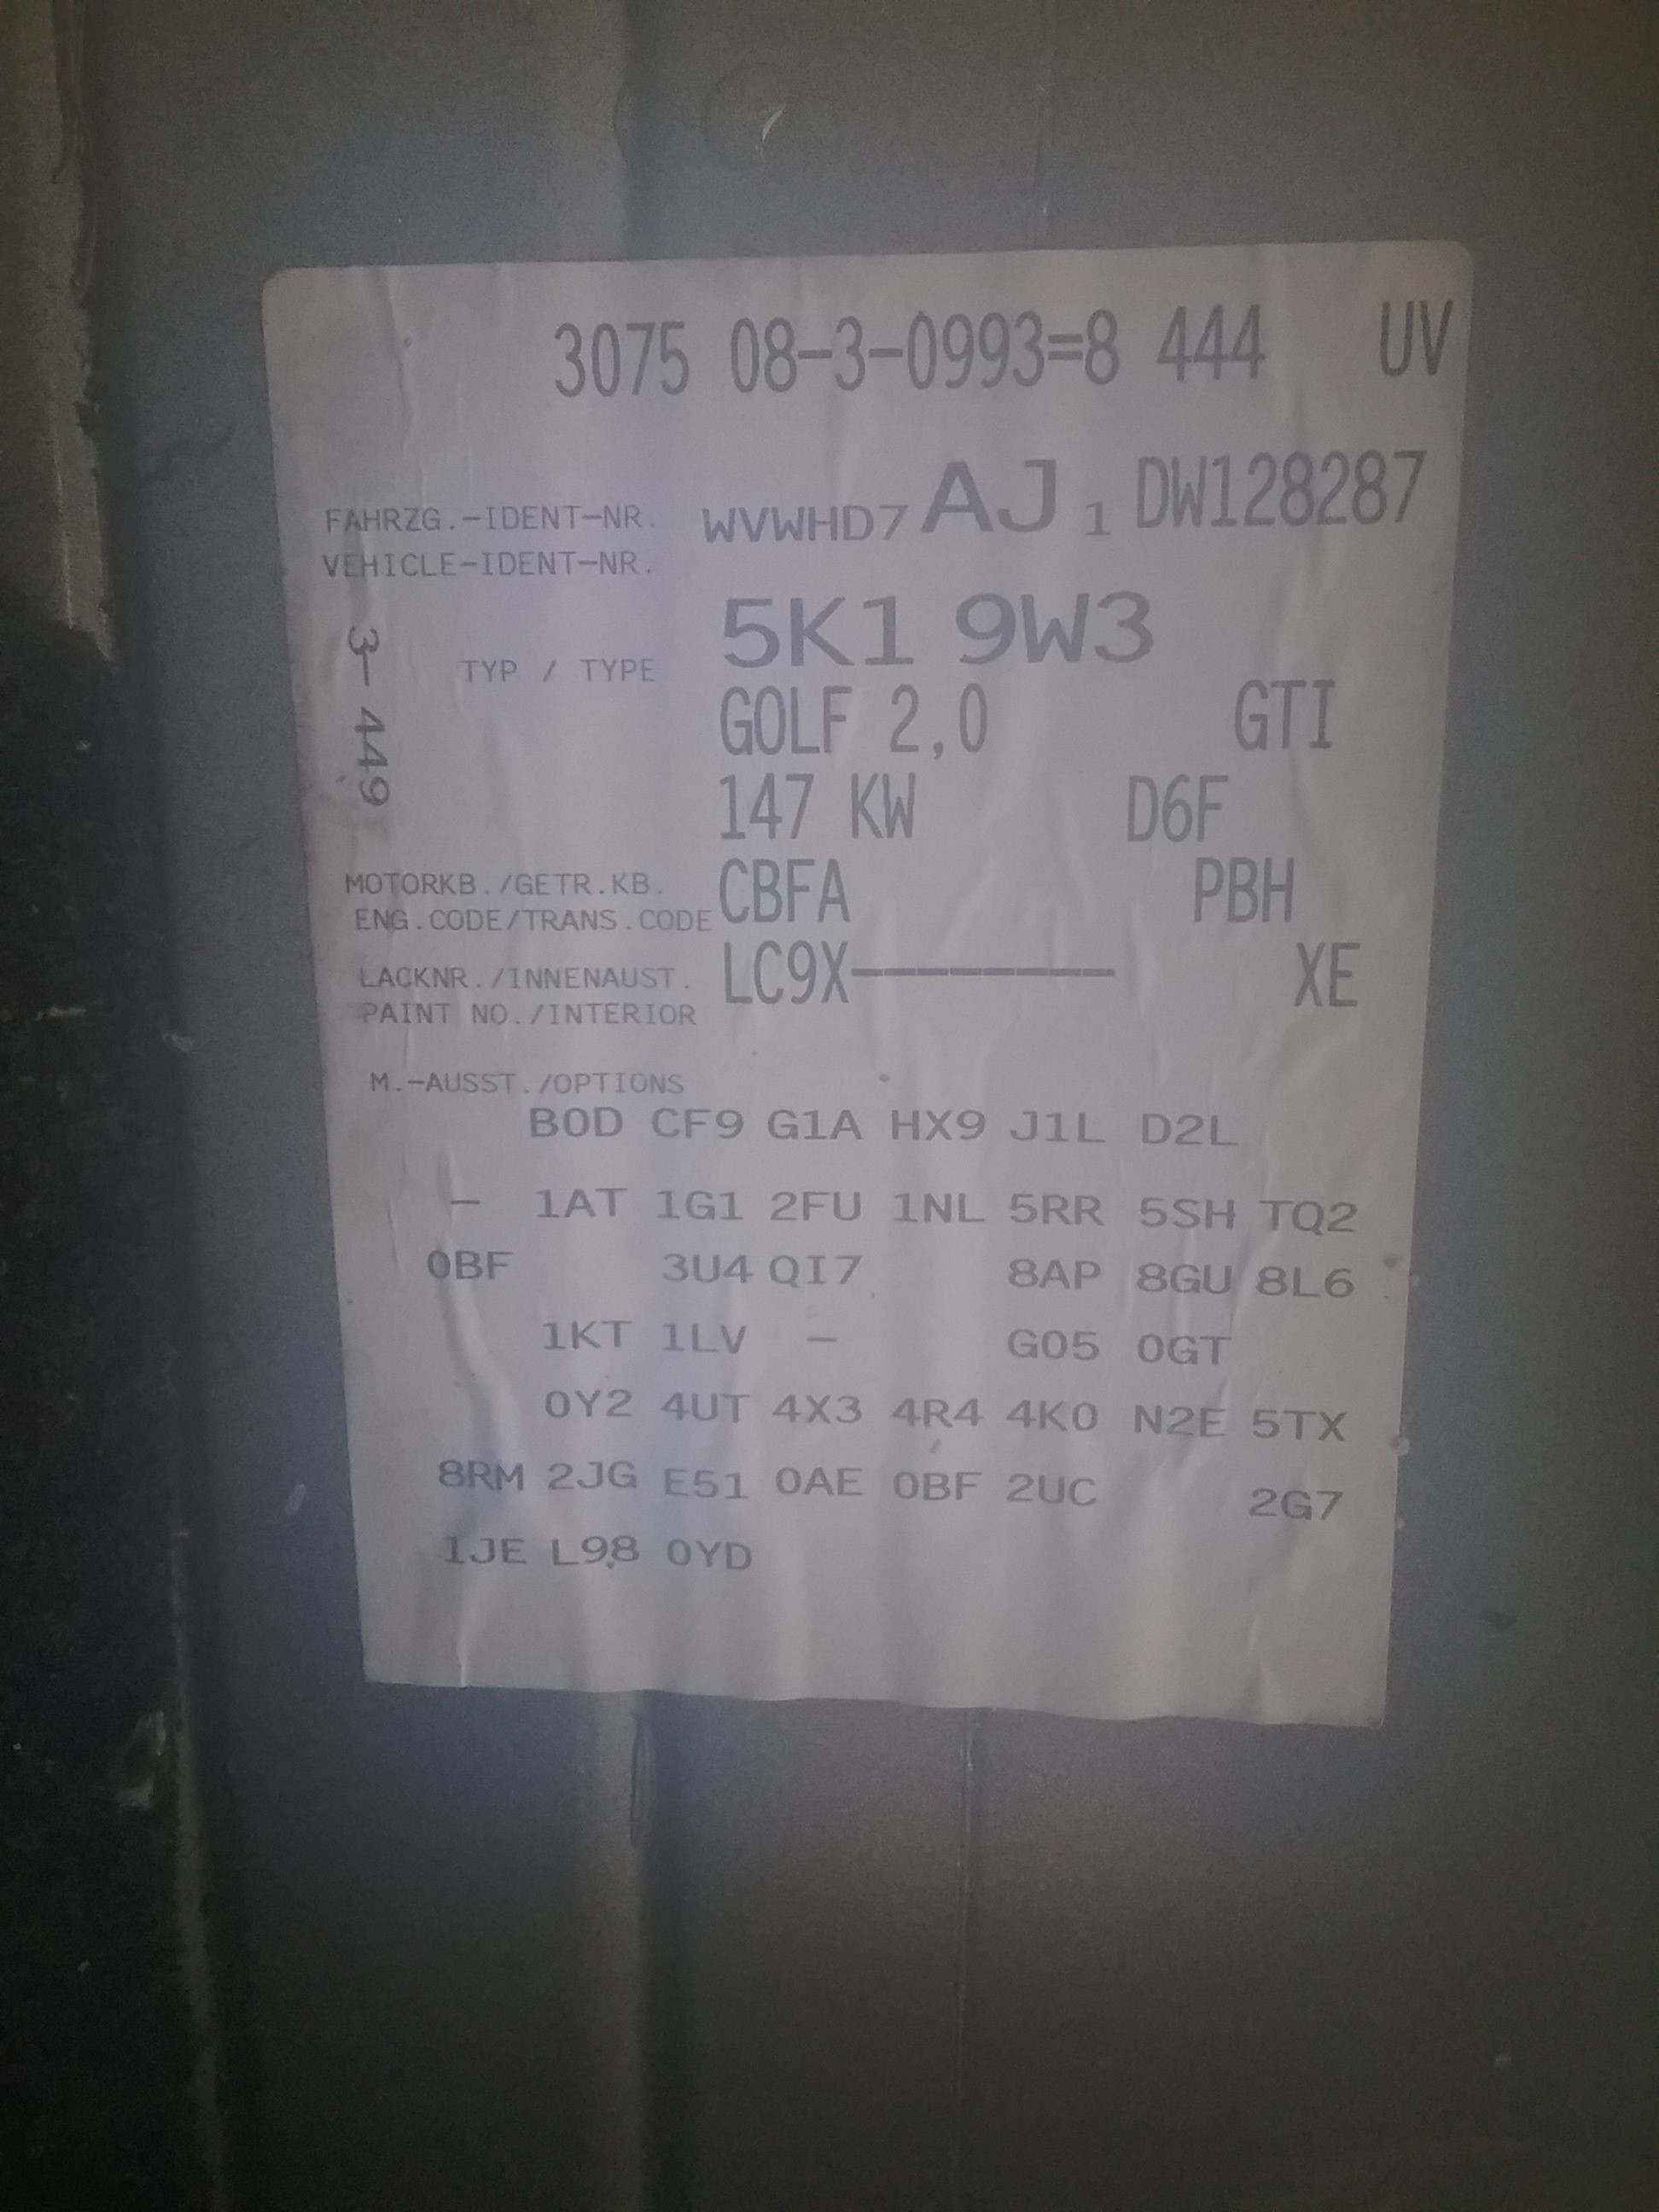 3075 08-3-0993=8 444 UV
FAHRZG.-IDENT-NR. WVWHD7 AJ 1 DW128287
VEHICLE-IDENT-NR.
5K1 9W3
TYP / TYPE
3- 449
GOLF 2,0 GTI
147 KW D6F
MOTORKB./GETR.KB. CBFA PBH
ENG.CODE/TRANS.CODE
LACKNR./INNENAUST. LC9X-------- XE
PAINT NO./INTERIOR
M.-AUSST./OPTIONS
B0D CF9 G1A HX9 J1L D2L
- 1AT 1G1 2FU 1NL 5RR 5SH TQ2
0BF 3U4 QI7 8AP 8GU 8L6
1KT 1LV - G05 0GT
0Y2 4UT 4X3 4R4 4K0 N2E 5TX
8RM 2JG E51 0AE 0BF 2UC 2G7
1JE L98 0YD